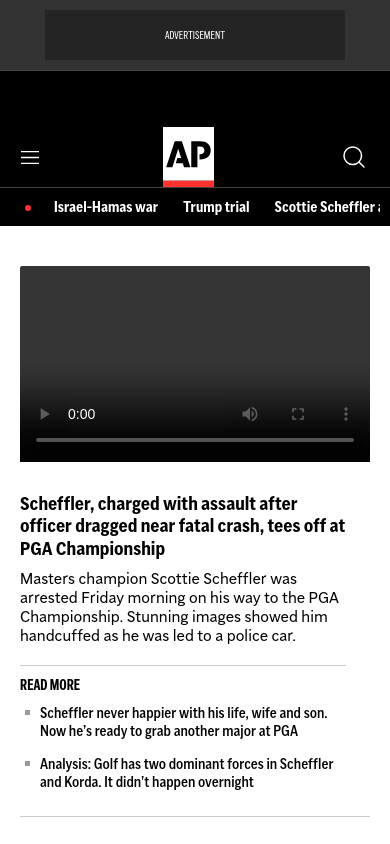 ADVERTISEMENT
AP
Israel-Hamas war Trump trial Scottie Scheffler
0:00
Scheffler, charged with assault after
officer dragged near fatal crash, tees off at
PGA Championship
Masters champion Scottie Scheffler was
arrested Friday morning on his way to the PGA
Championship. Stunning images showed him
handcuffed as he was led to a police car.
READ MORE
Scheffler never happier with his life, wife and son.
Now he’s ready to grab another major at PGA
Analysis: Golf has two dominant forces in Scheffler
and Korda. It didn’t happen overnight